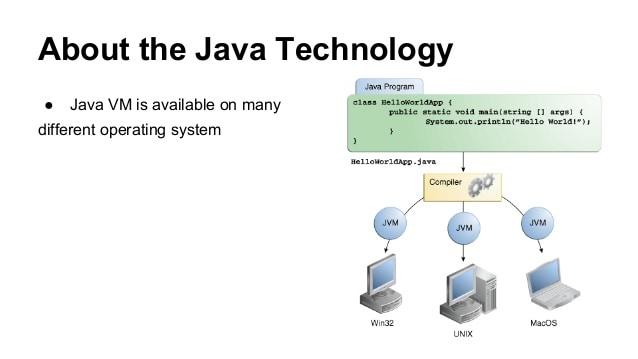 About the Java Technology
● Java VM is available on many
different operating system
Java Program
class HelloWorldApp {
public static void main(string [] args) {
System.out.println("Hello World!");
}
}
HelloWorldApp.java
Compiler
JVM
JVM
JVM
Win32
UNIX
MacOS